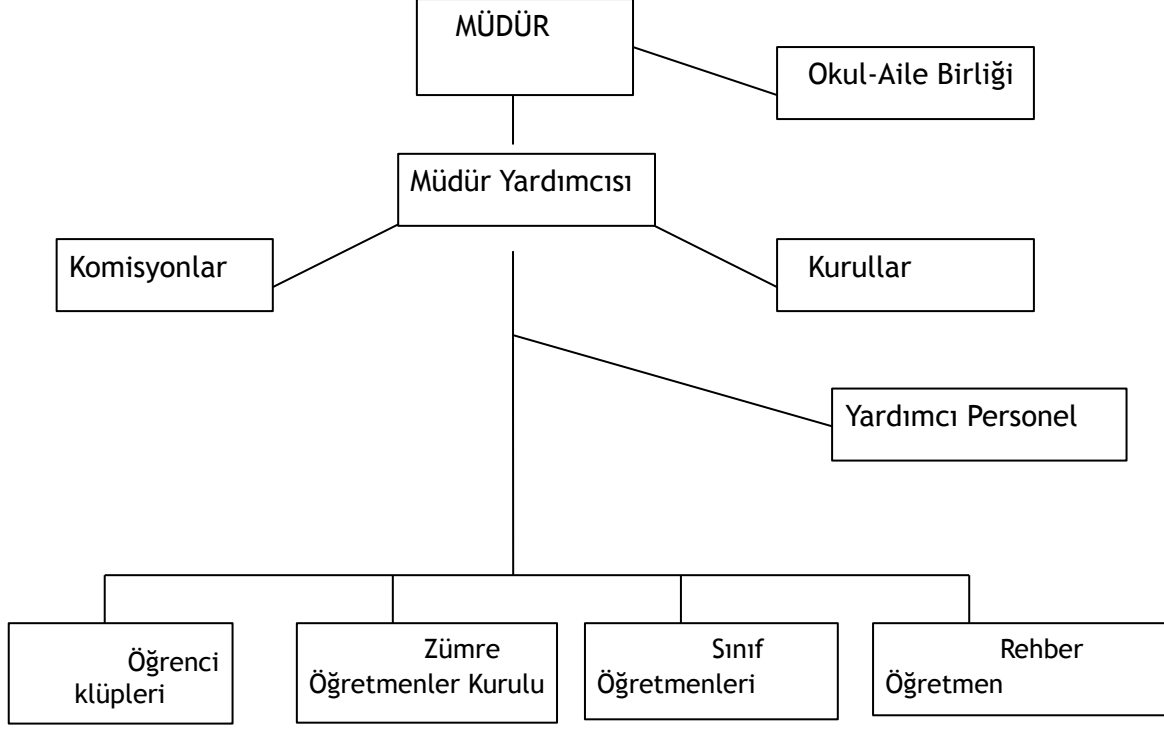 MÜDÜR
Okul-Aile Birliği
Müdür Yardımcısı
Komisyonlar
Kurullar
Yardımcı Personel
Öğrenci
klüpleri
Zümre
Öğretmenler Kurulu
Sınıf
Öğretmenleri
Rehber
Öğretmen